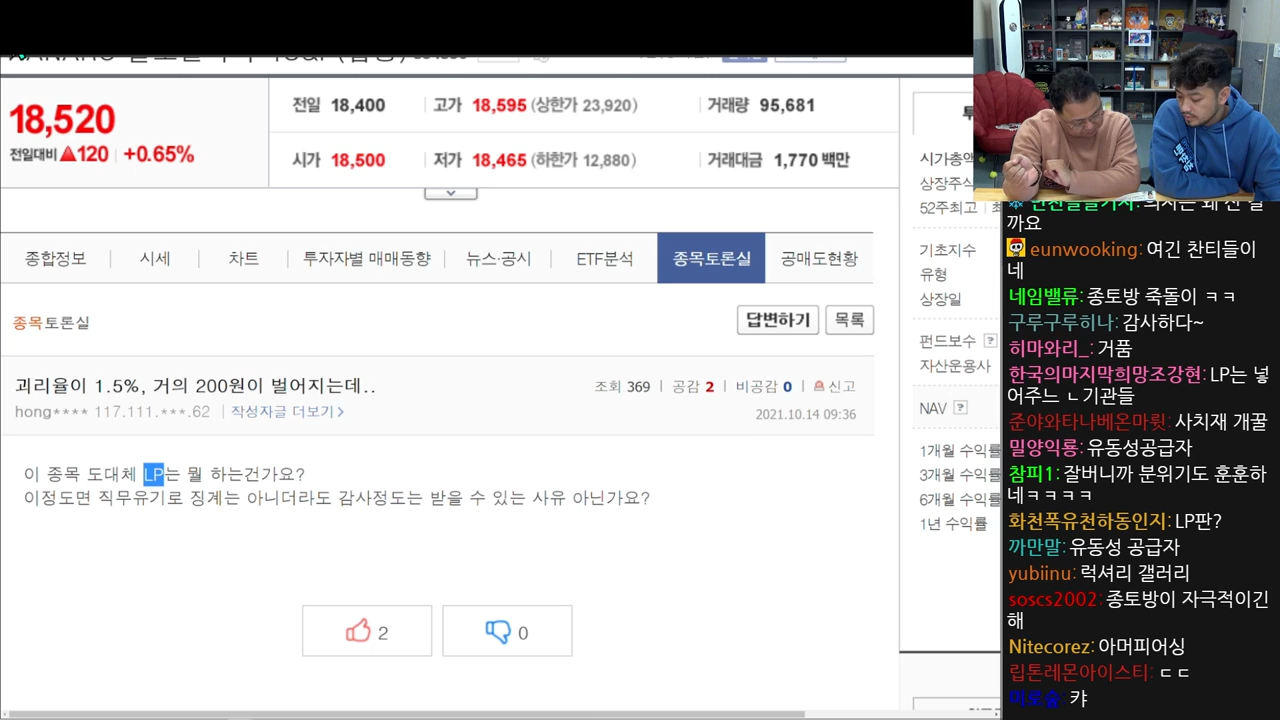 18,520
전일대비 ▲120 +0.65%
전일 18,400 고가 18,595 (상한가 23,920) 거래량 95,681
시가 18,500 저가 18,465 (하한가 12,880) 거래대금 1,770 백만
종합정보 시세 차트 투자자별 매매동향 뉴스·공시 ETF분석 종목토론실 공매도현황
종목토론실
답변하기 목록
괴리율이 1.5%, 거의 200원이 벌어지는데..
조회 369 공감 2 비공감 0 신고
hong**** 117.111.***.62 작성자글 더보기
2021.10.14 09:36
이 종목 도대체 LP는 뭘 하는건가요?
이정도면 직무유기로 징계는 아니더라도 감사정도는 받을 수 있는 사유 아닌가요?
2 0
시가총액
상장주식
52주최고
기초지수
유형
상장일
펀드보수 ?
자산운용사
NAV ?
1개월 수익률
3개월 수익률
6개월 수익률
1년 수익률
까요
eunwooking: 여긴 찬티들이
네
네임밸류: 종토방 죽돌이 ㅋㅋ
구루구루히나: 감사하다~
히마와리_: 거품
한국의마지막희망조강현: LP는 넣
어주느 ㄴ기관들
준야와타나베온마륏: 사치재 개꿀
밀양익룡: 유동성공급자
참피1: 잘버니까 분위기도 훈훈하
네ㅋㅋㅋㅋ
화천폭유천하동인지: LP판?
까만말: 유동성 공급자
yubiinu: 럭셔리 갤러리
soscs2002: 종토방이 자극적이긴
해
Nitecorez: 아머피어싱
립톤레몬아이스티: ㄷㄷ
미로숲: 캬